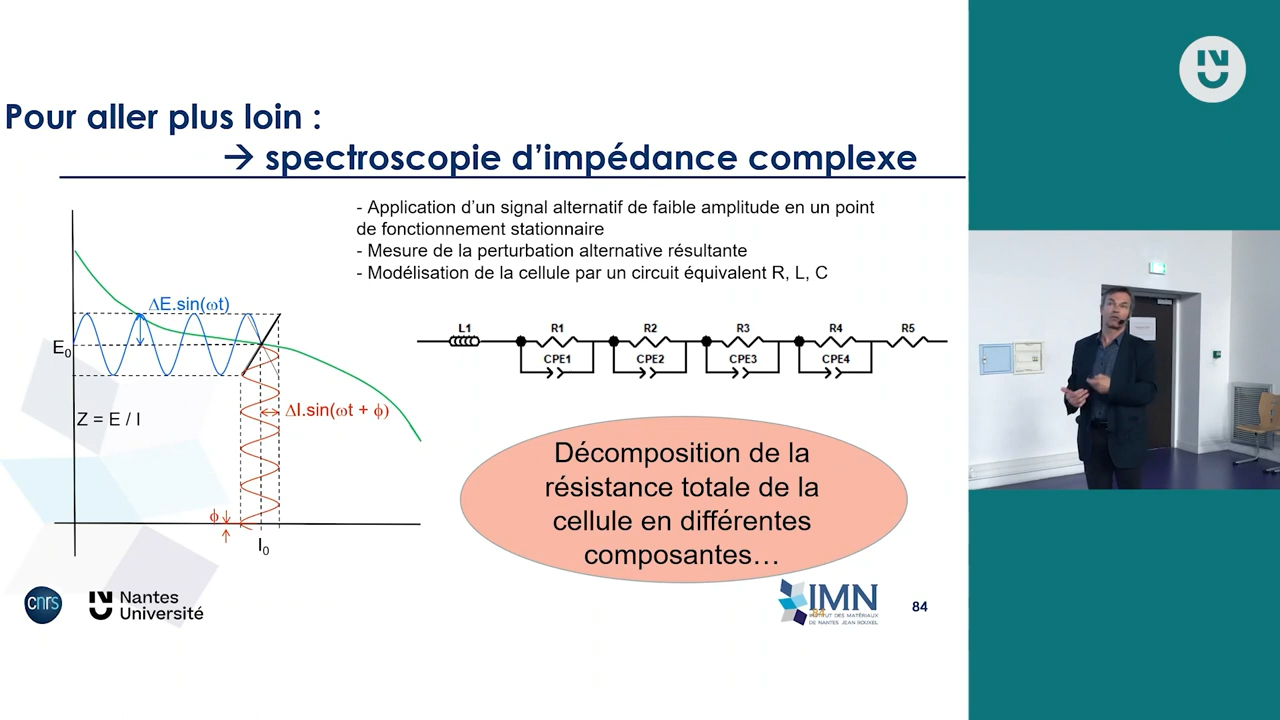 Pour aller plus loin :
→ spectroscopie d’impédance complexe
- Application d’un signal alternatif de faible amplitude en un point
de fonctionnement stationnaire
- Mesure de la perturbation alternative résultante
- Modélisation de la cellule par un circuit équivalent R, L, C
ΔE.sin(ωt)
E₀
ΔI.sin(ωt + ϕ)
Z = E / I
ϕ
I₀
L1 R1 R2 R3 R4 R5
CPE1 CPE2 CPE3 CPE4
Décomposition de la
résistance totale de la
cellule en différentes
composantes…
cnrs
Nantes
Université
IMN
DE NANTES JEAN ROUXEL
84